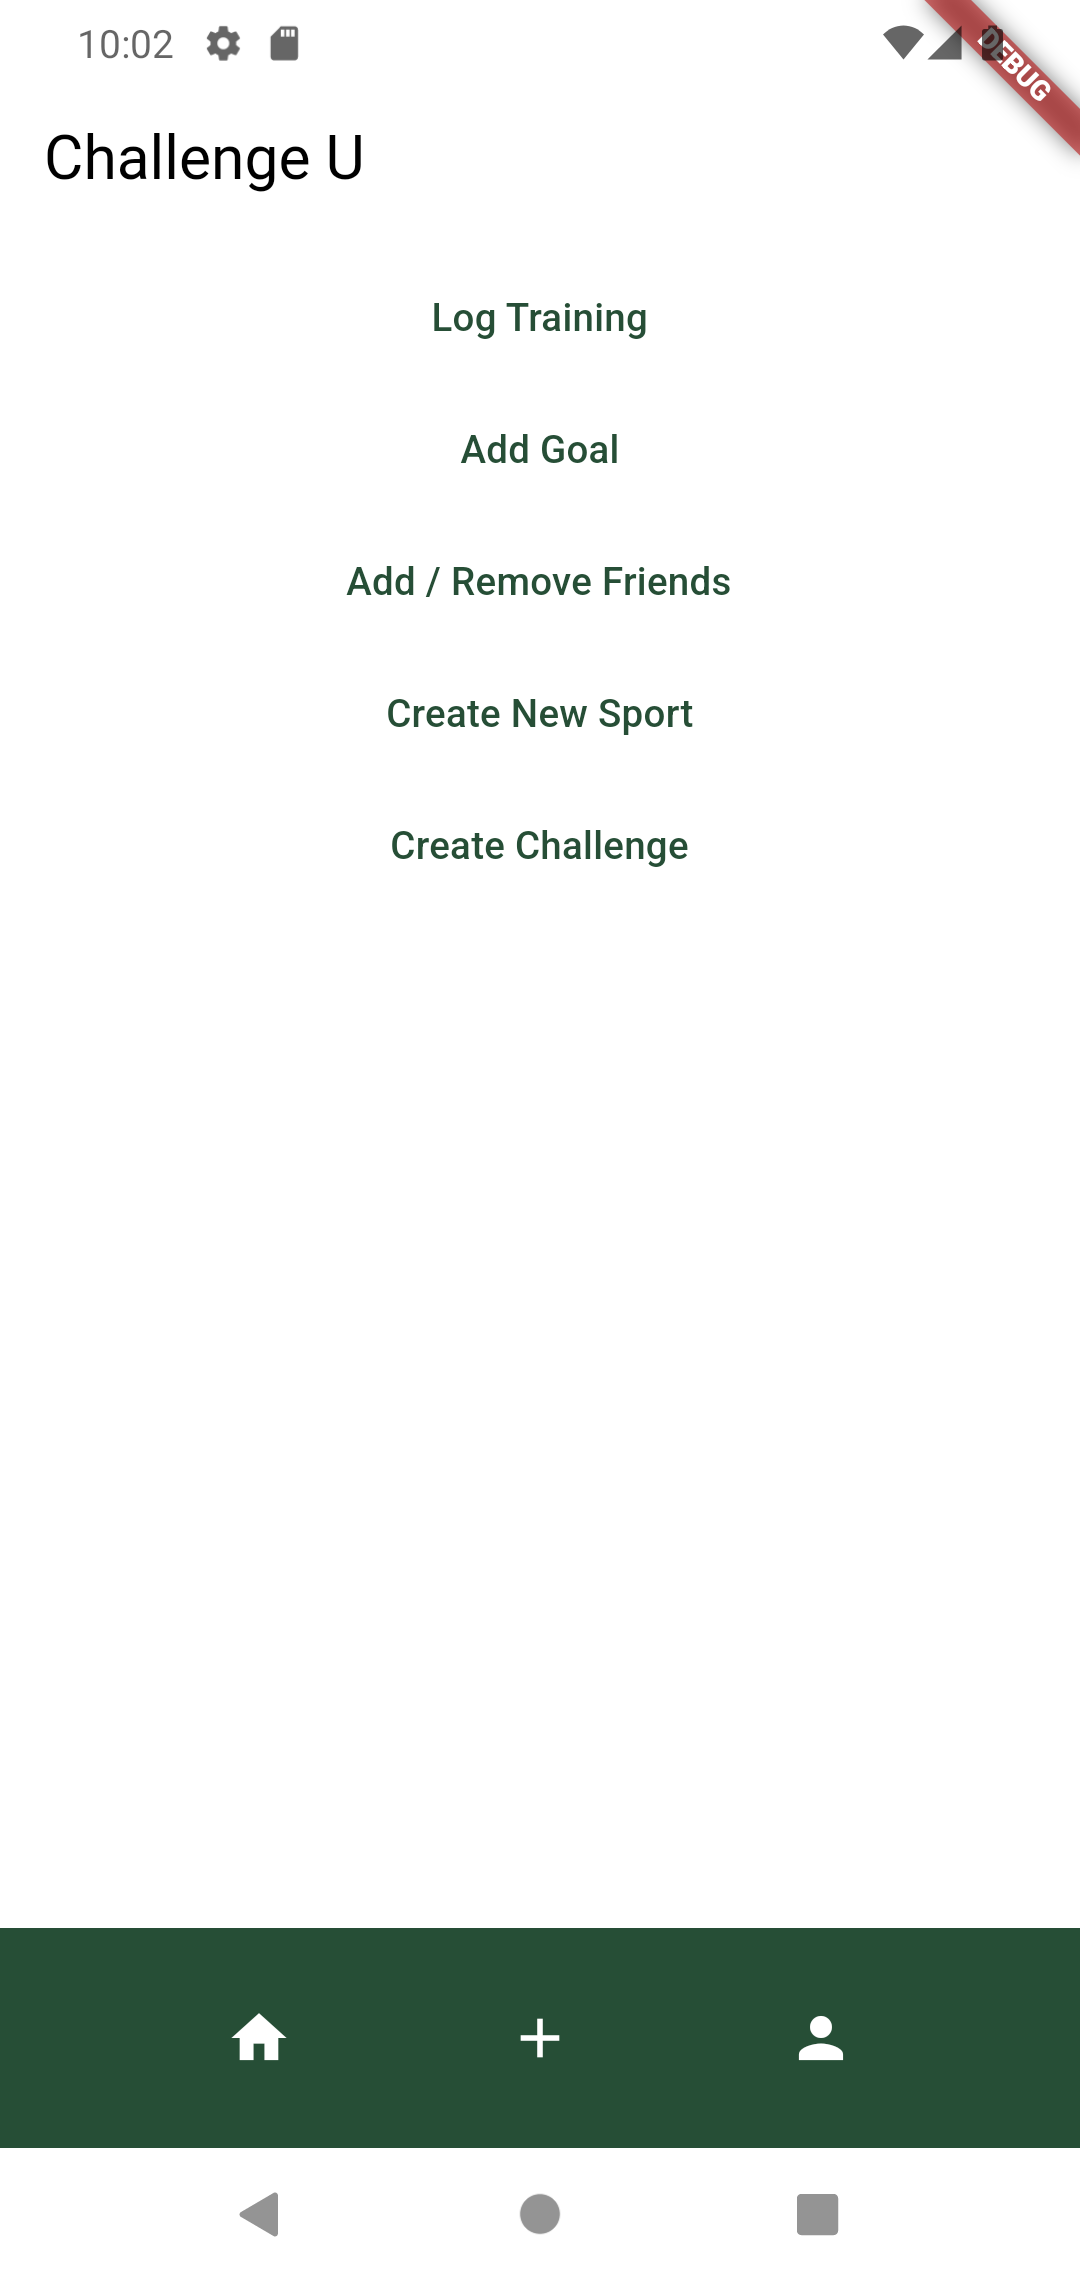 10:02
DEBUG
Challenge U
Log Training
Add Goal
Add / Remove Friends
Create New Sport
Create Challenge